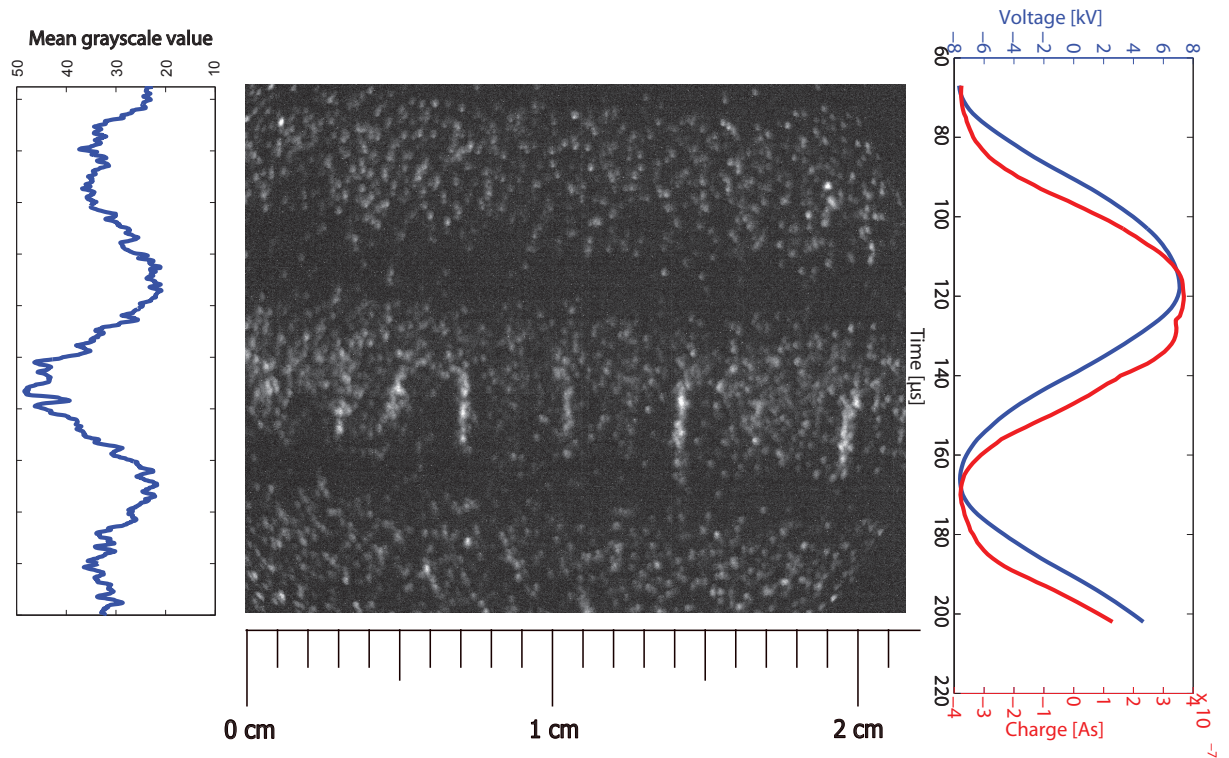 Mean grayscale value
50 40 30 20 10
0 cm
1 cm
2 cm
Voltage [kV]
−8 −6 −4 −2 0 2 4 6 8
60
80
100
120
140
160
180
200
220
Time [µs]
−4 −3 −2 −1 0 1 2 3 4
x 10 −7
Charge [As]